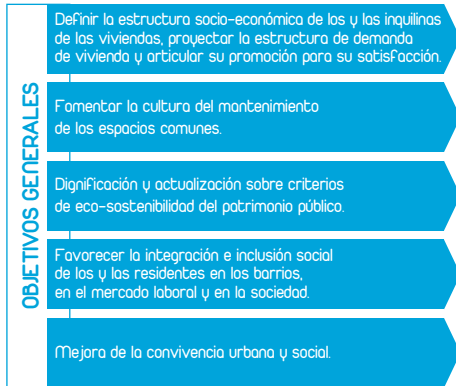 OBJETIVOS GENERALES
Definir la estructura socio-económica de los y las inquilinas
de las viviendas, proyectar la estructura de demanda
de vivienda y articular su promoción para su satisfacción.
Fomentar la cultura del mantenimiento
de los espacios comunes.
Dignificación y actualización sobre criterios
de eco-sostenibilidad del patrimonio público.
Favorecer la integración e inclusión social
de los y las residentes en los barrios,
en el mercado laboral y en la sociedad.
Mejora de la convivencia urbana y social.